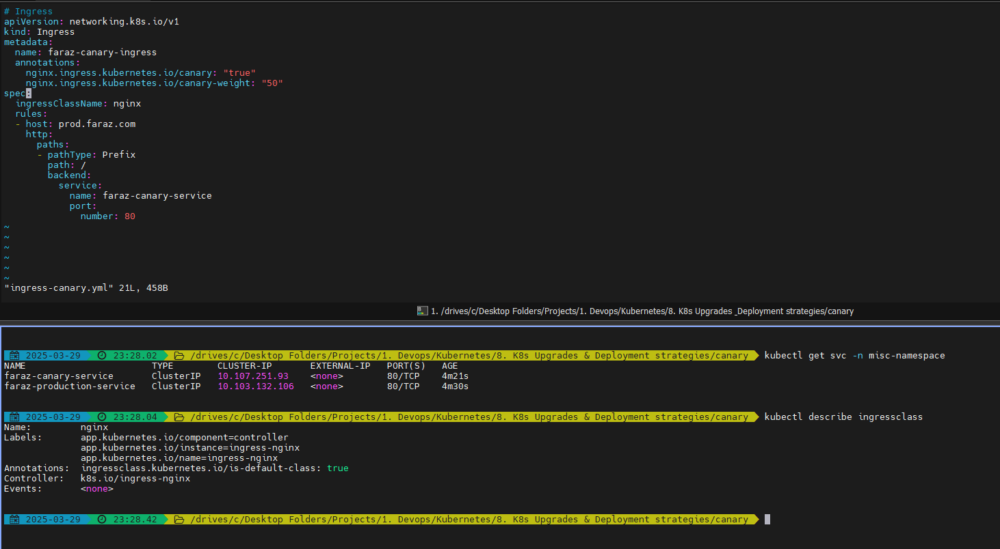 # Ingress
apiVersion: networking.k8s.io/v1
kind: Ingress
metadata:
  name: faraz-canary-ingress
  annotations:
    nginx.ingress.kubernetes.io/canary: "true"
    nginx.ingress.kubernetes.io/canary-weight: "50"
spec:
  ingressClassName: nginx
  rules:
  - host: prod.faraz.com
    http:
      paths:
      - pathType: Prefix
        path: /
        backend:
          service:
            name: faraz-canary-service
            port:
              number: 80
~
~
~
~
~
~
"ingress-canary.yml" 21L, 458B
1. /drives/c/Desktop Folders/Projects/1. Devops/Kubernetes/8. K8s Upgrades _Deployment strategies/canary
2025-03-29 23:28.02 /drives/c/Desktop Folders/Projects/1. Devops/Kubernetes/8. K8s Upgrades & Deployment strategies/canary kubectl get svc -n misc-namespace
NAME TYPE CLUSTER-IP EXTERNAL-IP PORT(S) AGE
faraz-canary-service ClusterIP 10.107.251.93 <none> 80/TCP 4m21s
faraz-production-service ClusterIP 10.103.132.106 <none> 80/TCP 4m30s
2025-03-29 23:28.04 /drives/c/Desktop Folders/Projects/1. Devops/Kubernetes/8. K8s Upgrades & Deployment strategies/canary kubectl describe ingressclass
Name: nginx
Labels: app.kubernetes.io/component=controller
app.kubernetes.io/instance=ingress-nginx
app.kubernetes.io/name=ingress-nginx
Annotations: ingressclass.kubernetes.io/is-default-class: true
Controller: k8s.io/ingress-nginx
Events: <none>
2025-03-29 23:28.42 /drives/c/Desktop Folders/Projects/1. Devops/Kubernetes/8. K8s Upgrades & Deployment strategies/canary